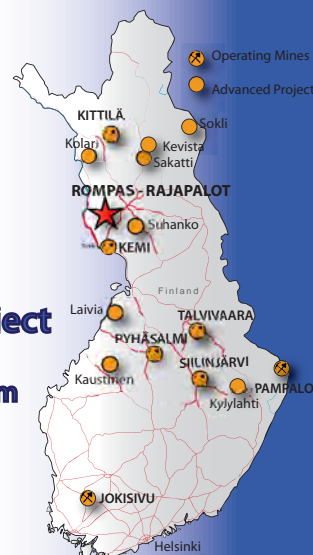 Operating Mines
Advanced Project
KITTILÄ
Sokli
Kolari
Kevista
Sakatti
ROMPAS - RAJAPALOT
Suhanko
KEMI
Finland
Laivia
TALVIVAARA
ject
PYHÄSALMI
SIILINJÄRVI
Kaustinen
m
PAMPALO
Kylylahti
JOKISIVU
Helsinki